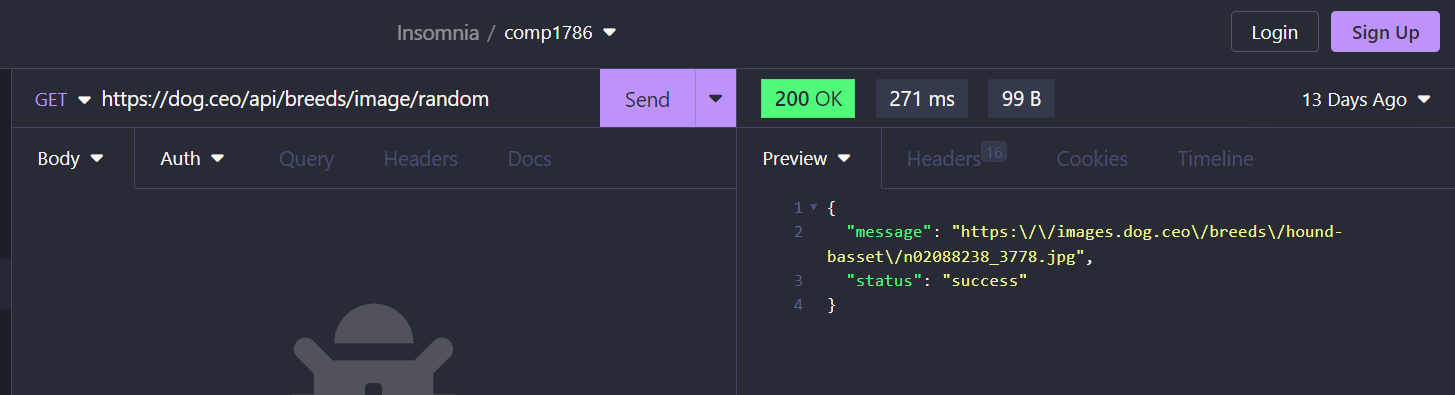 Insomnia / comp1786
Login
Sign Up
GET https://dog.ceo/api/breeds/image/random
Send
200 OK
271 ms
99 B
13 Days Ago
Body
Auth
Query
Headers
Docs
Preview
Headers 16
Cookies
Timeline
1 {
2 "message": "https:\/\/images.dog.ceo\/breeds\/hound-
basset\/n02088238_3778.jpg",
3 "status": "success"
4 }